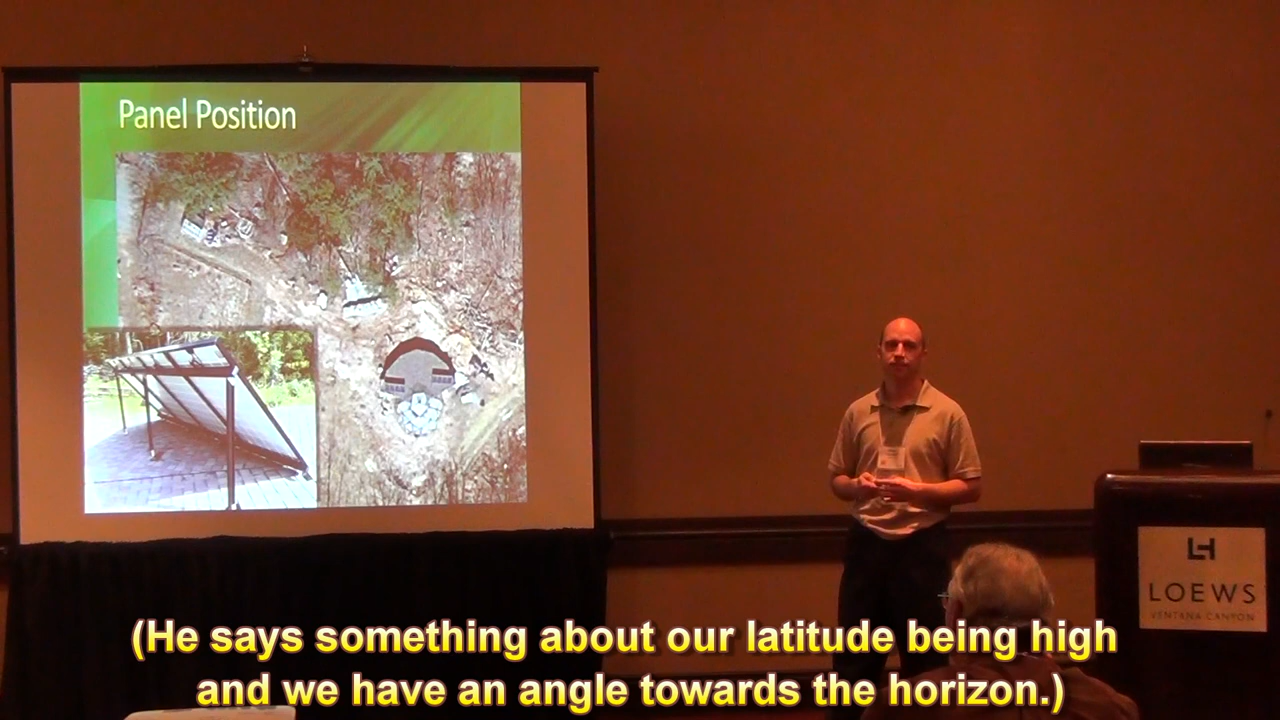 Panel Position
LOEWS
VENTANA CANYON
(He says something about our latitude being high
and we have an angle towards the horizon.)